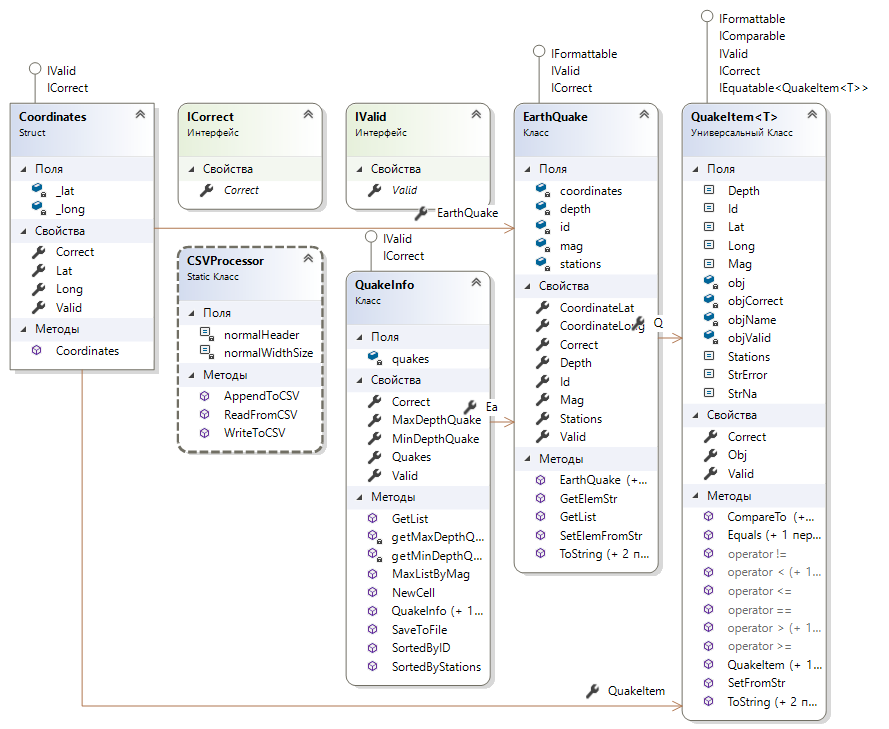 IValid
ICorrect
Coordinates
Struct
Поля
_lat
_long
Свойства
Correct
Lat
Long
Valid
Методы
Coordinates
ICorrect
Интерфейс
Свойства
Correct
IValid
Интерфейс
Свойства
Valid
EarthQuake
CSVProcessor
Static Класс
Поля
normalHeader
normalWidthSize
Методы
AppendToCSV
ReadFromCSV
WriteToCSV
IValid
ICorrect
QuakeInfo
Класс
Поля
quakes
Свойства
Correct
MaxDepthQuake
MinDepthQuake
Quakes
Valid
Методы
GetList
getMaxDepthQ...
getMinDepthQ...
MaxListByMag
NewCell
QuakeInfo (+ 1...
SaveToFile
SortedByID
SortedByStations
Ea
IFormattable
IValid
ICorrect
EarthQuake
Класс
Поля
coordinates
depth
id
mag
stations
Свойства
CoordinateLat
CoordinateLong
Correct
Depth
Id
Mag
Stations
Valid
Методы
EarthQuake (+...
GetElemStr
GetList
SetElemFromStr
ToString (+ 2 п...
Q
QuakeItem
IFormattable
IComparable
IValid
ICorrect
IEquatable<QuakeItem<T>>
QuakeItem<T>
Универсальный Класс
Поля
Depth
Id
Lat
Long
Mag
obj
objCorrect
objName
objValid
Stations
StrError
StrNa
Свойства
Correct
Obj
Valid
Методы
CompareTo (+...
Equals (+ 1 пер...
operator !=
operator < (+ 1...
operator <=
operator ==
operator > (+ 1...
operator >=
QuakeItem (+ 1...
SetFromStr
ToString (+ 2 п...